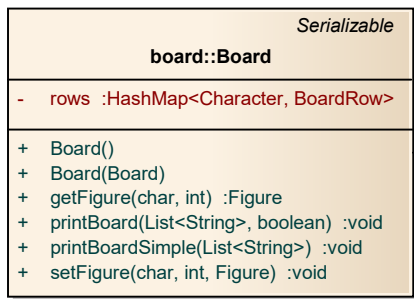 Serializable
board::Board
- rows :HashMap<Character, BoardRow>
+ Board()
+ Board(Board)
+ getFigure(char, int) :Figure
+ printBoard(List<String>, boolean) :void
+ printBoardSimple(List<String>) :void
+ setFigure(char, int, Figure) :void